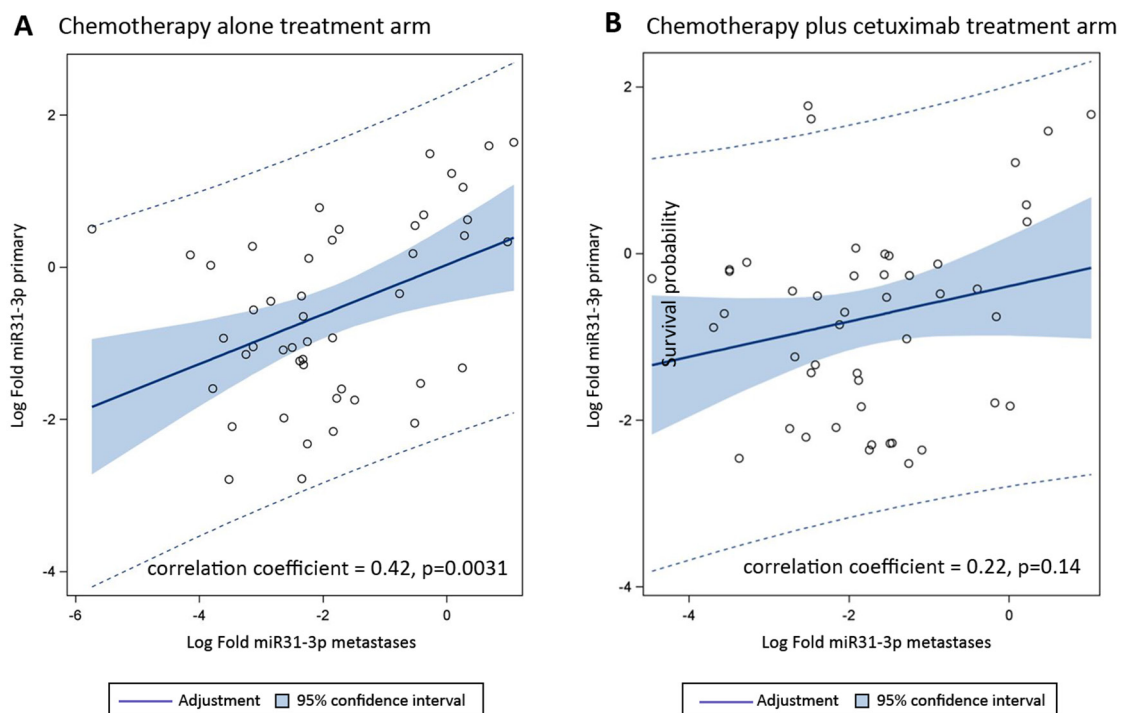 A Chemotherapy alone treatment arm
Log Fold miR31-3p primary
2
0
-2
-4
correlation coefficient = 0.42, p=0.0031
-6 -4 -2 0
Log Fold miR31-3p metastases
Adjustment 95% confidence interval
B Chemotherapy plus cetuximab treatment arm
Log Fold miR31-3p primary
2
0
-2
-4
Survival probability
correlation coefficient = 0.22, p=0.14
-4 -2 0
Log Fold miR31-3p metastases
Adjustment 95% confidence interval